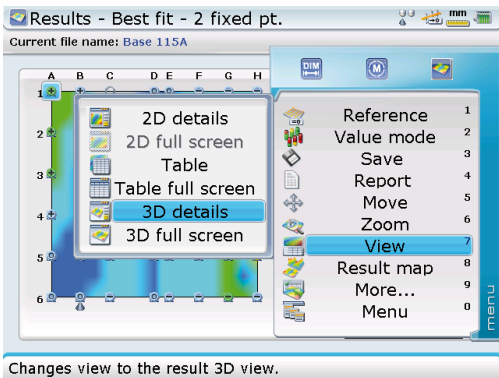 Results - Best fit - 2 fixed pt.
mm
Current file name: Base 115A
DIM M
A B C D E F G H
1
2
3
4
5
6
2D details
2D full screen
Table
Table full screen
3D details
3D full screen
Reference 1
Value mode 2
Save 3
Report 4
Move 5
Zoom 6
View 7
Result map 8
More... 9
Menu 0
menu
Changes view to the result 3D view.